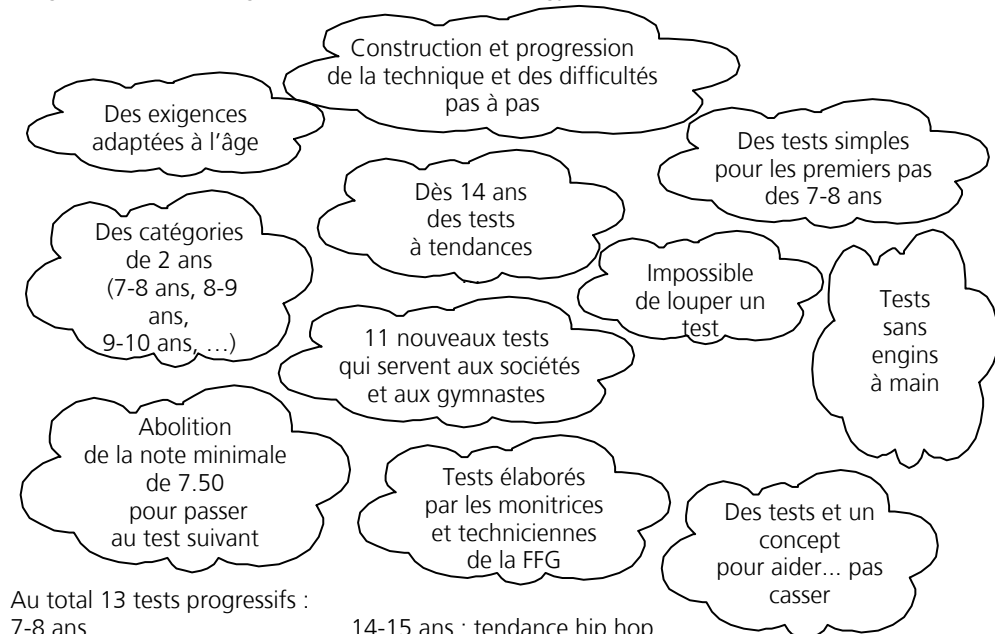 Construction et progression
de la technique et des difficultés
pas à pas
Des exigences
adaptées à l'âge
Des tests simples
pour les premiers pas
des 7-8 ans
Dès 14 ans
des tests
à tendances
Des catégories
de 2 ans
(7-8 ans, 8-9
ans,
9-10 ans, …)
Impossible
de louper un
test
Tests
sans
engins
à main
11 nouveaux tests
qui servent aux sociétés
et aux gymnastes
Abolition
de la note minimale
de 7.50
pour passer
au test suivant
Tests élaborés
par les monitrices
et techniciennes
de la FFG
Des tests et un
concept
pour aider... pas
casser
Au total 13 tests progressifs :
7-8 ans
14-15 ans : tendance hip hop